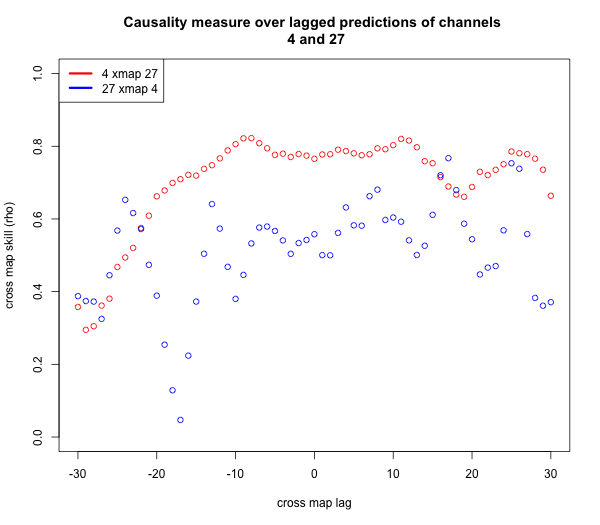 Causality measure over lagged predictions of channels
4 and 27
4 xmap 27
27 xmap 4
cross map skill (rho)
1.0
0.8
0.6
0.4
0.2
0.0
-30 -20 -10 0 10 20 30
cross map lag